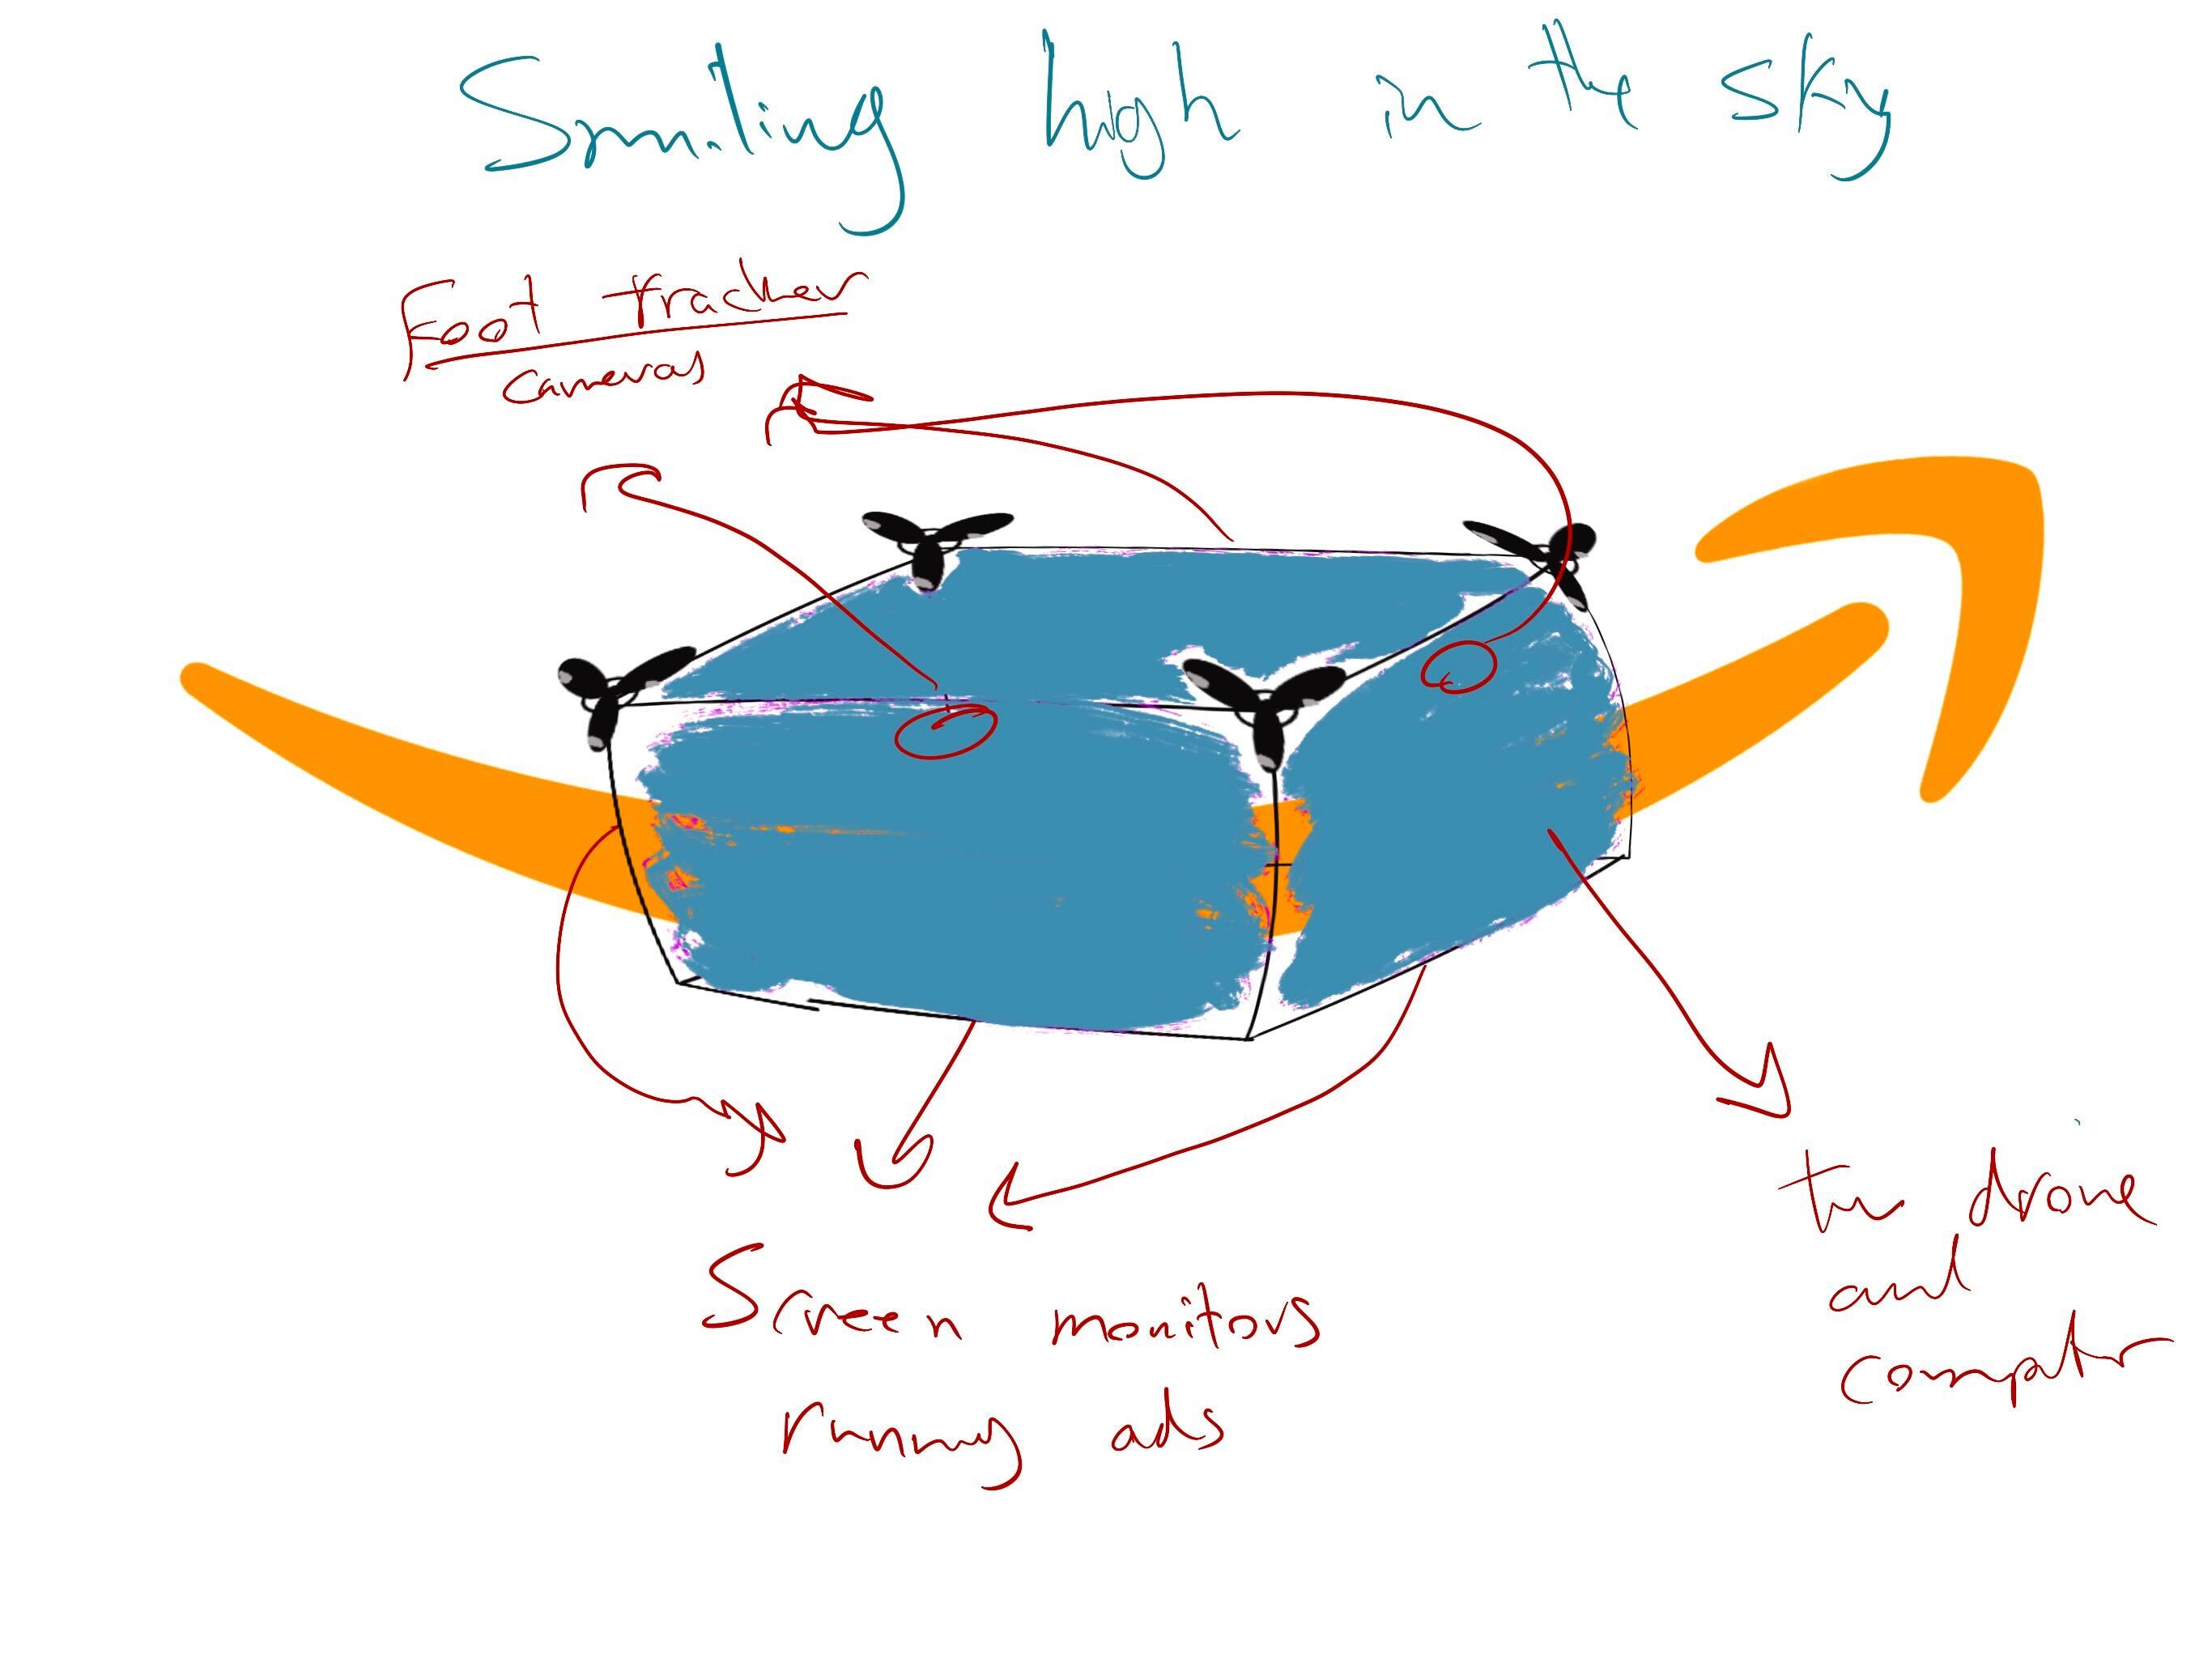 Smiling high in the sky
Foot tracker
Cameras
Screen monitors
running ads
the drone
and
computer